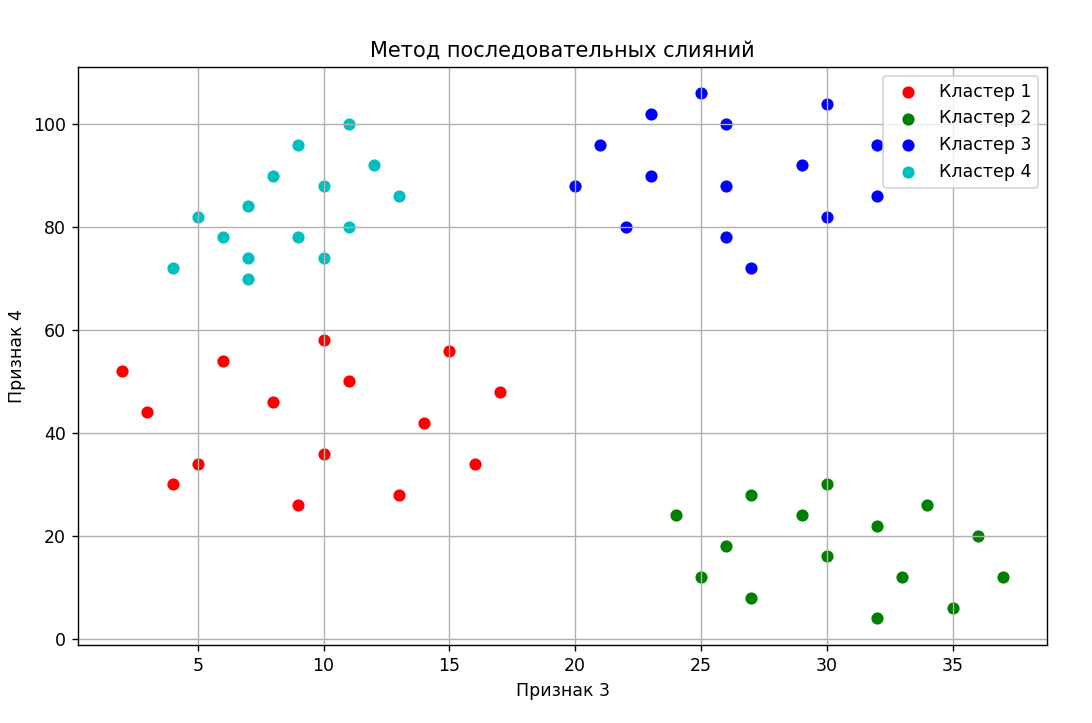 Метод последовательных слияний
Кластер 1
Кластер 2
Кластер 3
Кластер 4
100
80
60
40
20
0
Признак 4
5 10 15 20 25 30 35
Признак 3